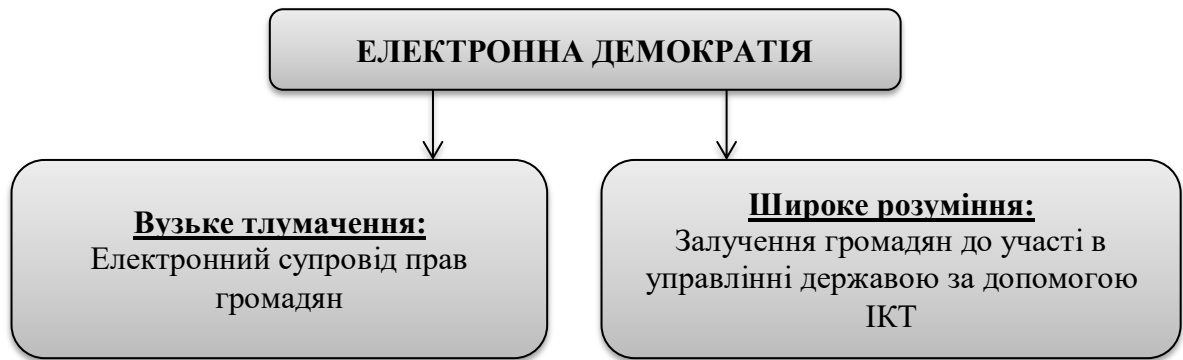 ЕЛЕКТРОННА ДЕМОКРАТІЯ
Вузьке тлумачення:
Електронний супровід прав
громадян
Широке розуміння:
Залучення громадян до участі в
управлінні державою за допомогою
ІКТ